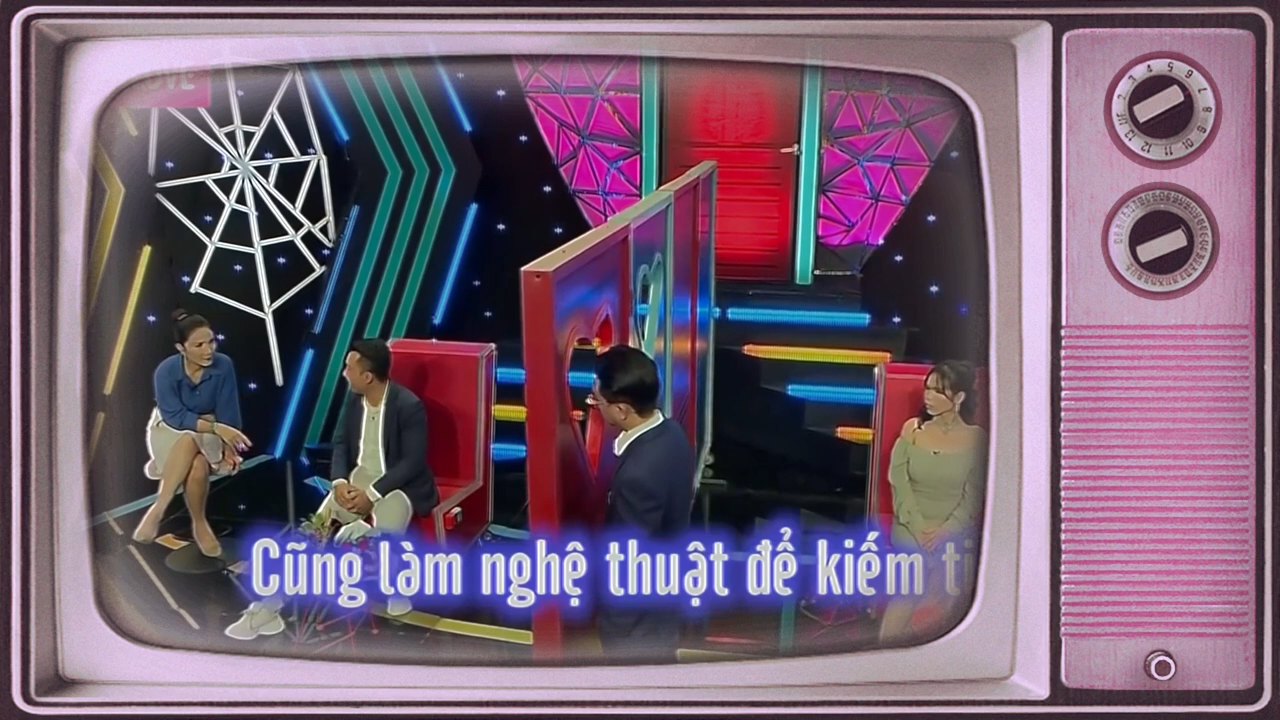 Cũng làm nghệ thuật để kiếm